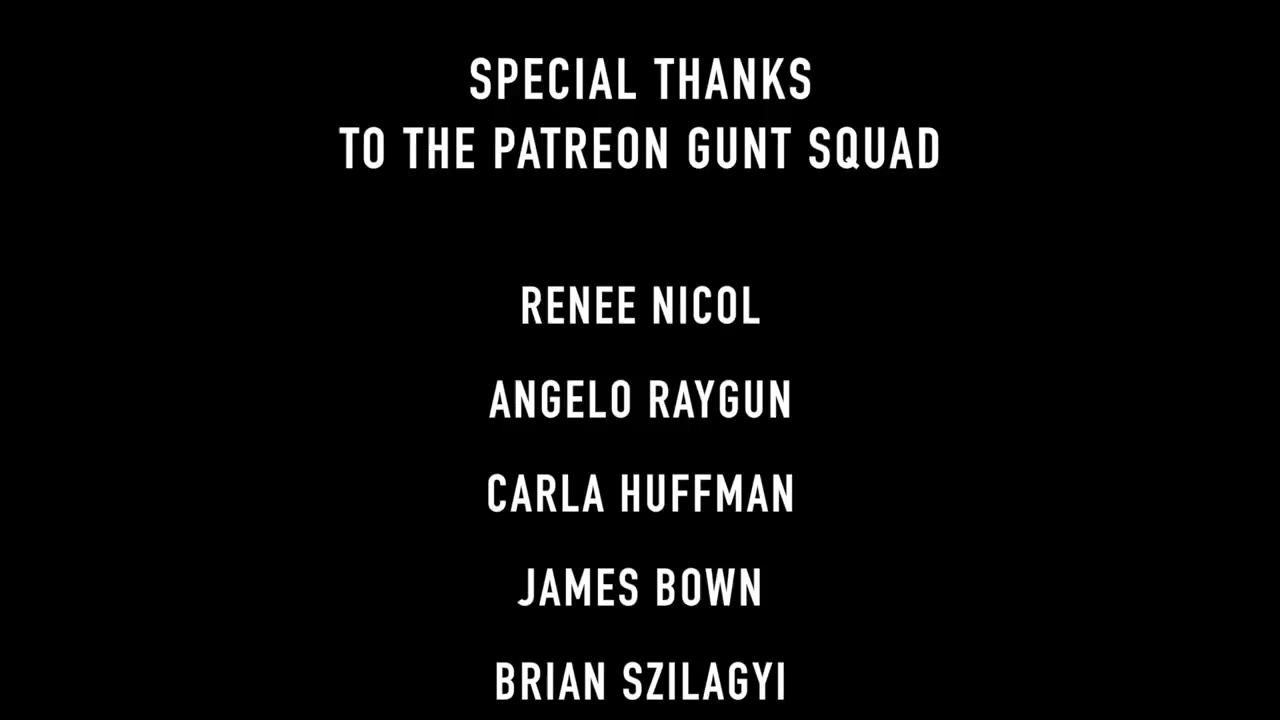 SPECIAL THANKS
TO THE PATREON GUNT SQUAD
RENEE NICOL
ANGELO RAYGUN
CARLA HUFFMAN
JAMES BOWN
BRIAN SZILAGYI